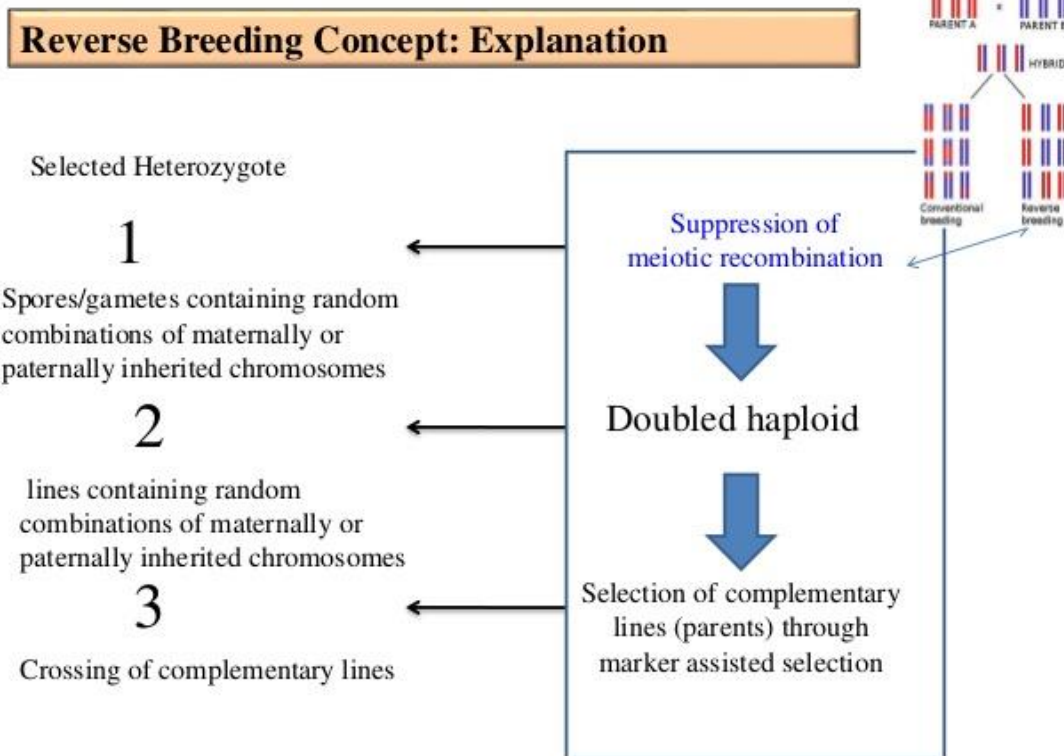 Reverse Breeding Concept: Explanation
PARENT A
x
PARENT B
HYBRID
Conventional
breeding
Reverse
breeding
Selected Heterozygote
1
Spores/gametes containing random
combinations of maternally or
paternally inherited chromosomes
2
lines containing random
combinations of maternally or
paternally inherited chromosomes
3
Crossing of complementary lines
Suppression of
meiotic recombination
Doubled haploid
Selection of complementary
lines (parents) through
marker assisted selection